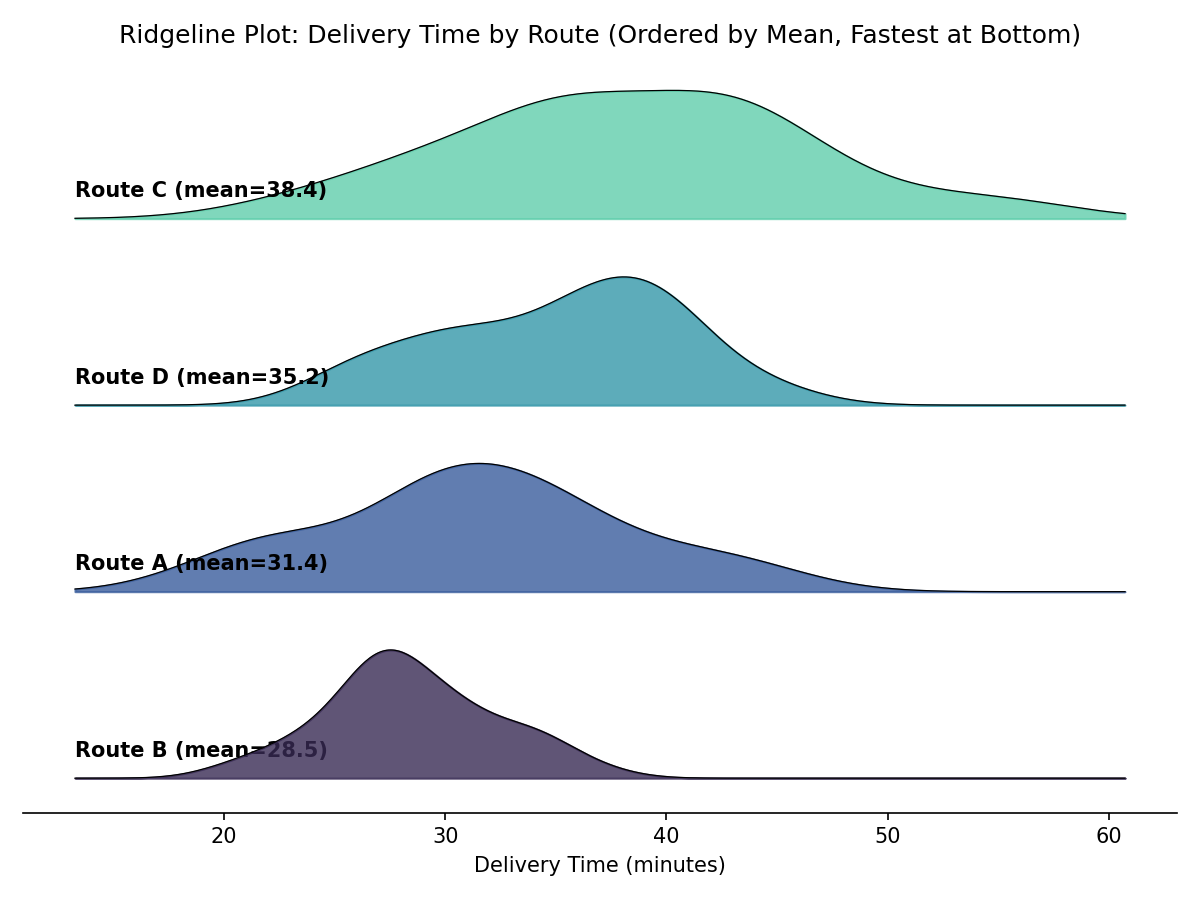 Ridgeline Plot: Delivery Time by Route (Ordered by Mean, Fastest at Bottom)
Route C (mean=38.4)
Route D (mean=35.2)
Route A (mean=31.4)
Route B (mean=28.5)
20 30 40 50 60
Delivery Time (minutes)